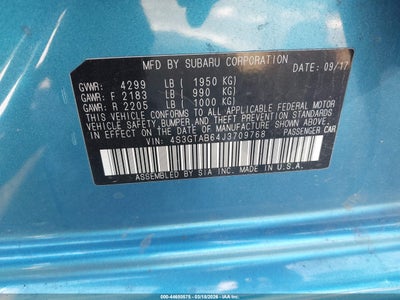 MFD BY SUBARU CORPORATION
DATE: 09/17
GVWR: 4299 LB ( 1950 KG)
GAWR: F 2183 LB ( 990 KG)
GAWR: R 2205 LB ( 1000 KG)
THIS VEHICLE CONFORMS TO ALL APPLICABLE FEDERAL MOTOR
VEHICLE SAFETY, BUMPER, AND THEFT PREVENTION STANDARDS
IN EFFECT ON THE DATE OF MANUFACTURE SHOWN ABOVE.
VIN: 4S3GTAB64J3709768 PASSENGER CAR
ASSEMBLED BY SIA INC. MADE IN U.S.A.
000-44650575 - 03/18/2026 - IAA Inc.